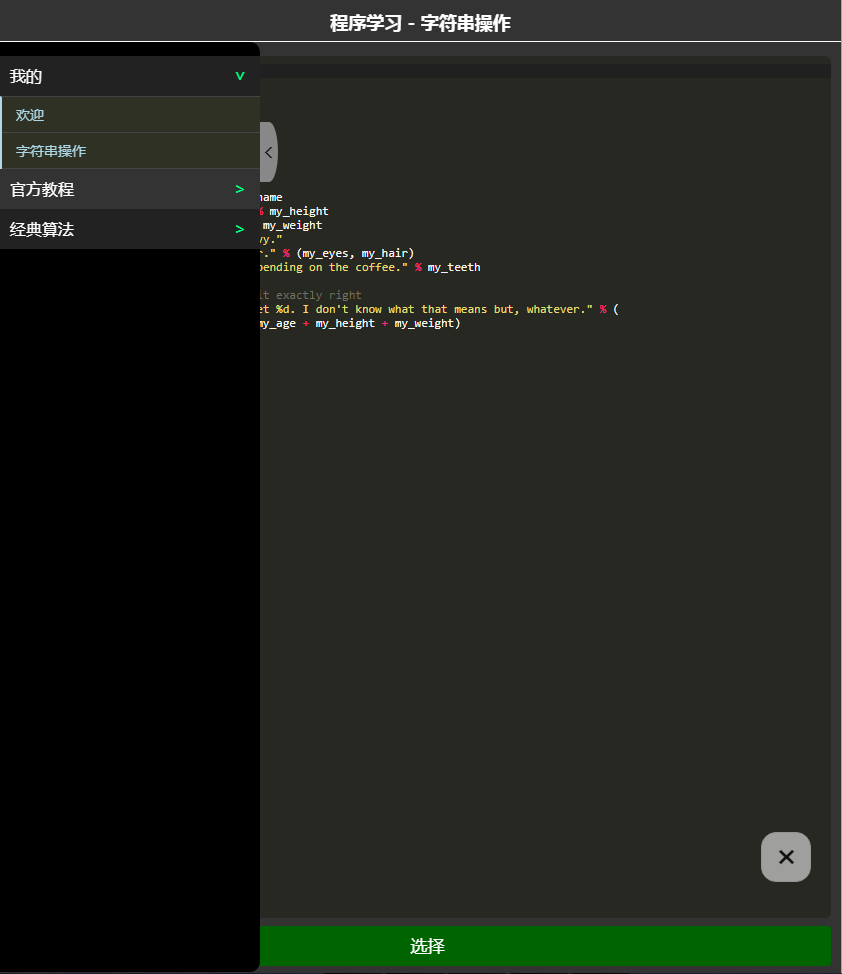 程序学习 - 字符串操作
我的
欢迎
字符串操作
官方教程
经典算法
name
% my_height
my_weight
vy."
r." % (my_eyes, my_hair)
pending on the coffee." % my_teeth
it exactly right
et %d. I don't know what that means but, whatever." % (
my_age + my_height + my_weight)
选择